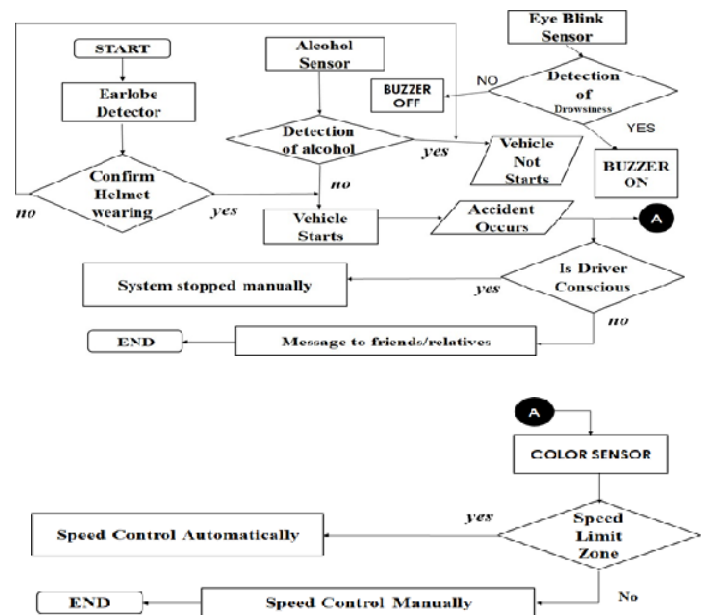 START
Earlobe
Detector
Confirm
Helmet
wearing
no
yes
Alcohol
Sensor
Detection
of alcohol
yes
no
Vehicle
Starts
Eye Blink
Sensor
NO
BUZZER
OFF
Detection
of
Drowsiness
YES
BUZZER
ON
Vehicle
Not
Starts
Accident
Occurs
A
Is Driver
Conscious
yes
no
System stopped manually
Message to friends/relatives
END
A
COLOR SENSOR
Speed
Limit
Zone
yes
No
Speed Control Automatically
Speed Control Manually
END